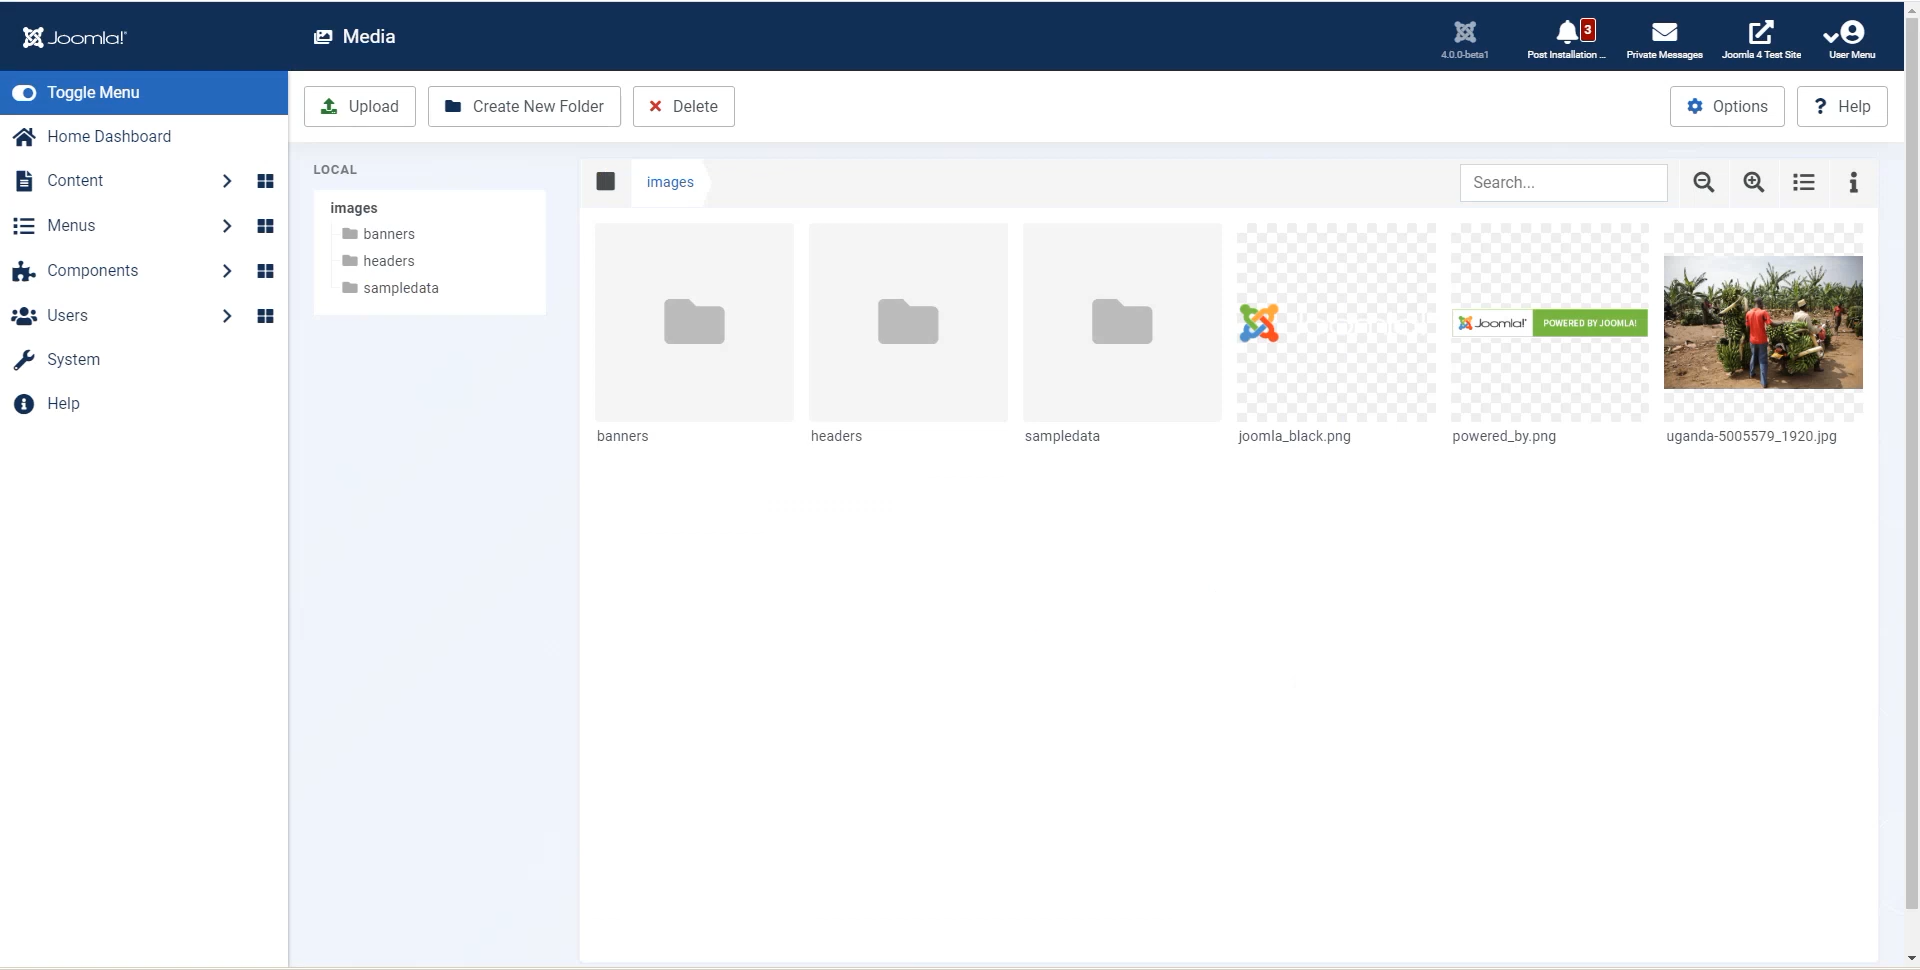 Joomla!®
Media
4.0.0-beta1
3
Post Installation ...
Private Messages
Joomla 4 Test Site
User Menu
Toggle Menu
Home Dashboard
Content
Menus
Components
Users
System
Help
Upload
Create New Folder
Delete
Options
? Help
LOCAL
images
banners
headers
sampledata
images
Search...
banners
headers
sampledata
joomla_black.png
Joomla!®
POWERED BY JOOMLA!
powered_by.png
uganda-5005579_1920.jpg